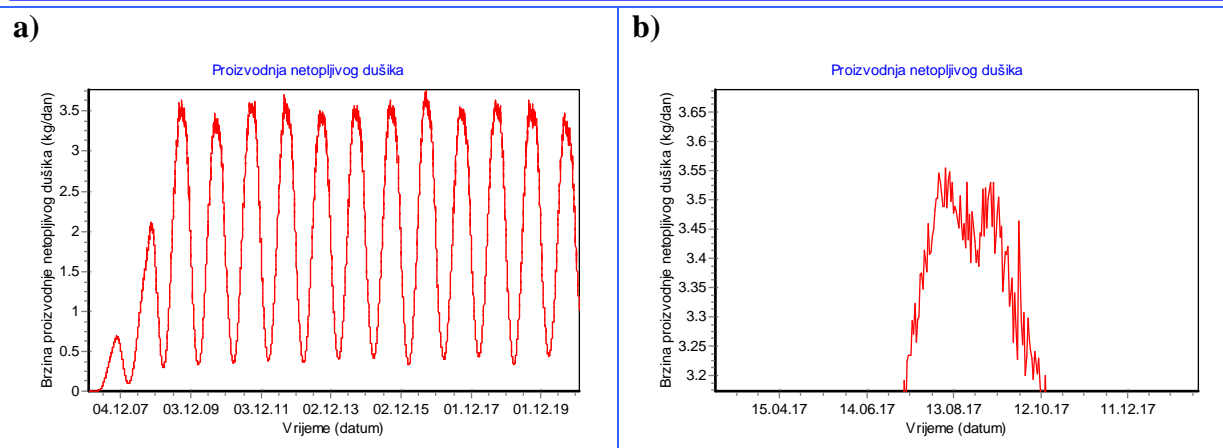 a)
Proizvodnja netopljivog dušika
Brzina proizvodnje netopljivog dušika (kg/dan)
3.5
3
2.5
2
1.5
1
0.5
0
04.12.07 03.12.09 03.12.11 02.12.13 02.12.15 01.12.17 01.12.19
Vrijeme (datum)
b)
Proizvodnja netopljivog dušika
Brzina proizvodnje netopljivog dušika (kg/dan)
3.65
3.6
3.55
3.5
3.45
3.4
3.35
3.3
3.25
3.2
15.04.17 14.06.17 13.08.17 12.10.17 11.12.17
Vrijeme (datum)